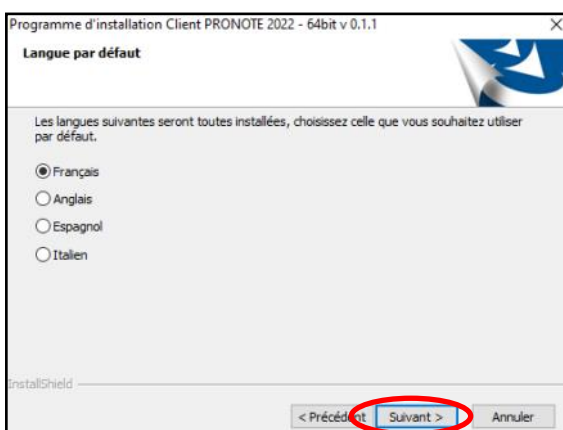 Programme d'installation Client PRONOTE 2022 - 64bit v 0.1.1
Langue par défaut
Les langues suivantes seront toutes installées, choisissez celle que vous souhaitez utiliser
par défaut.
Français
Anglais
Espagnol
Italien
InstallShield
< Précédent Suivant > Annuler